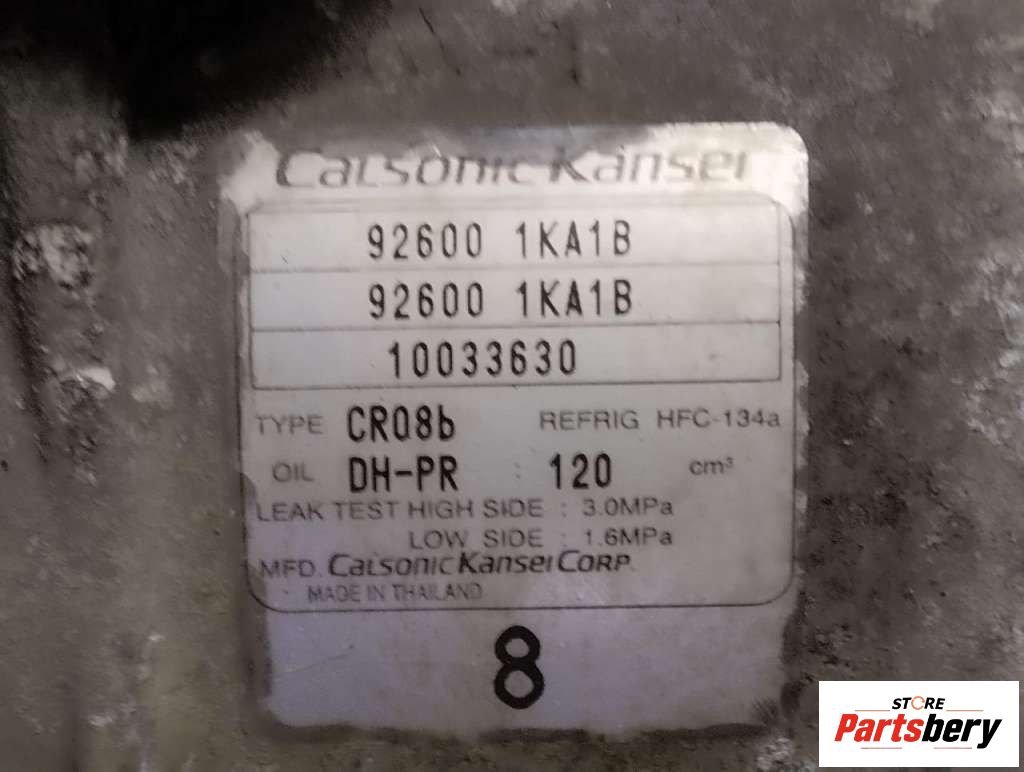 Calsonic Kansei
92600 1KA1B
92600 1KA1B
10033630
TYPE CR08b REFRIG HFC-134a
OIL DH-PR : 120 cm³
LEAK TEST HIGH SIDE : 3.0MPa
LOW SIDE : 1.6MPa
MFD. Calsonic Kansei CORP.
MADE IN THAILAND
8
STORE
Partsbery